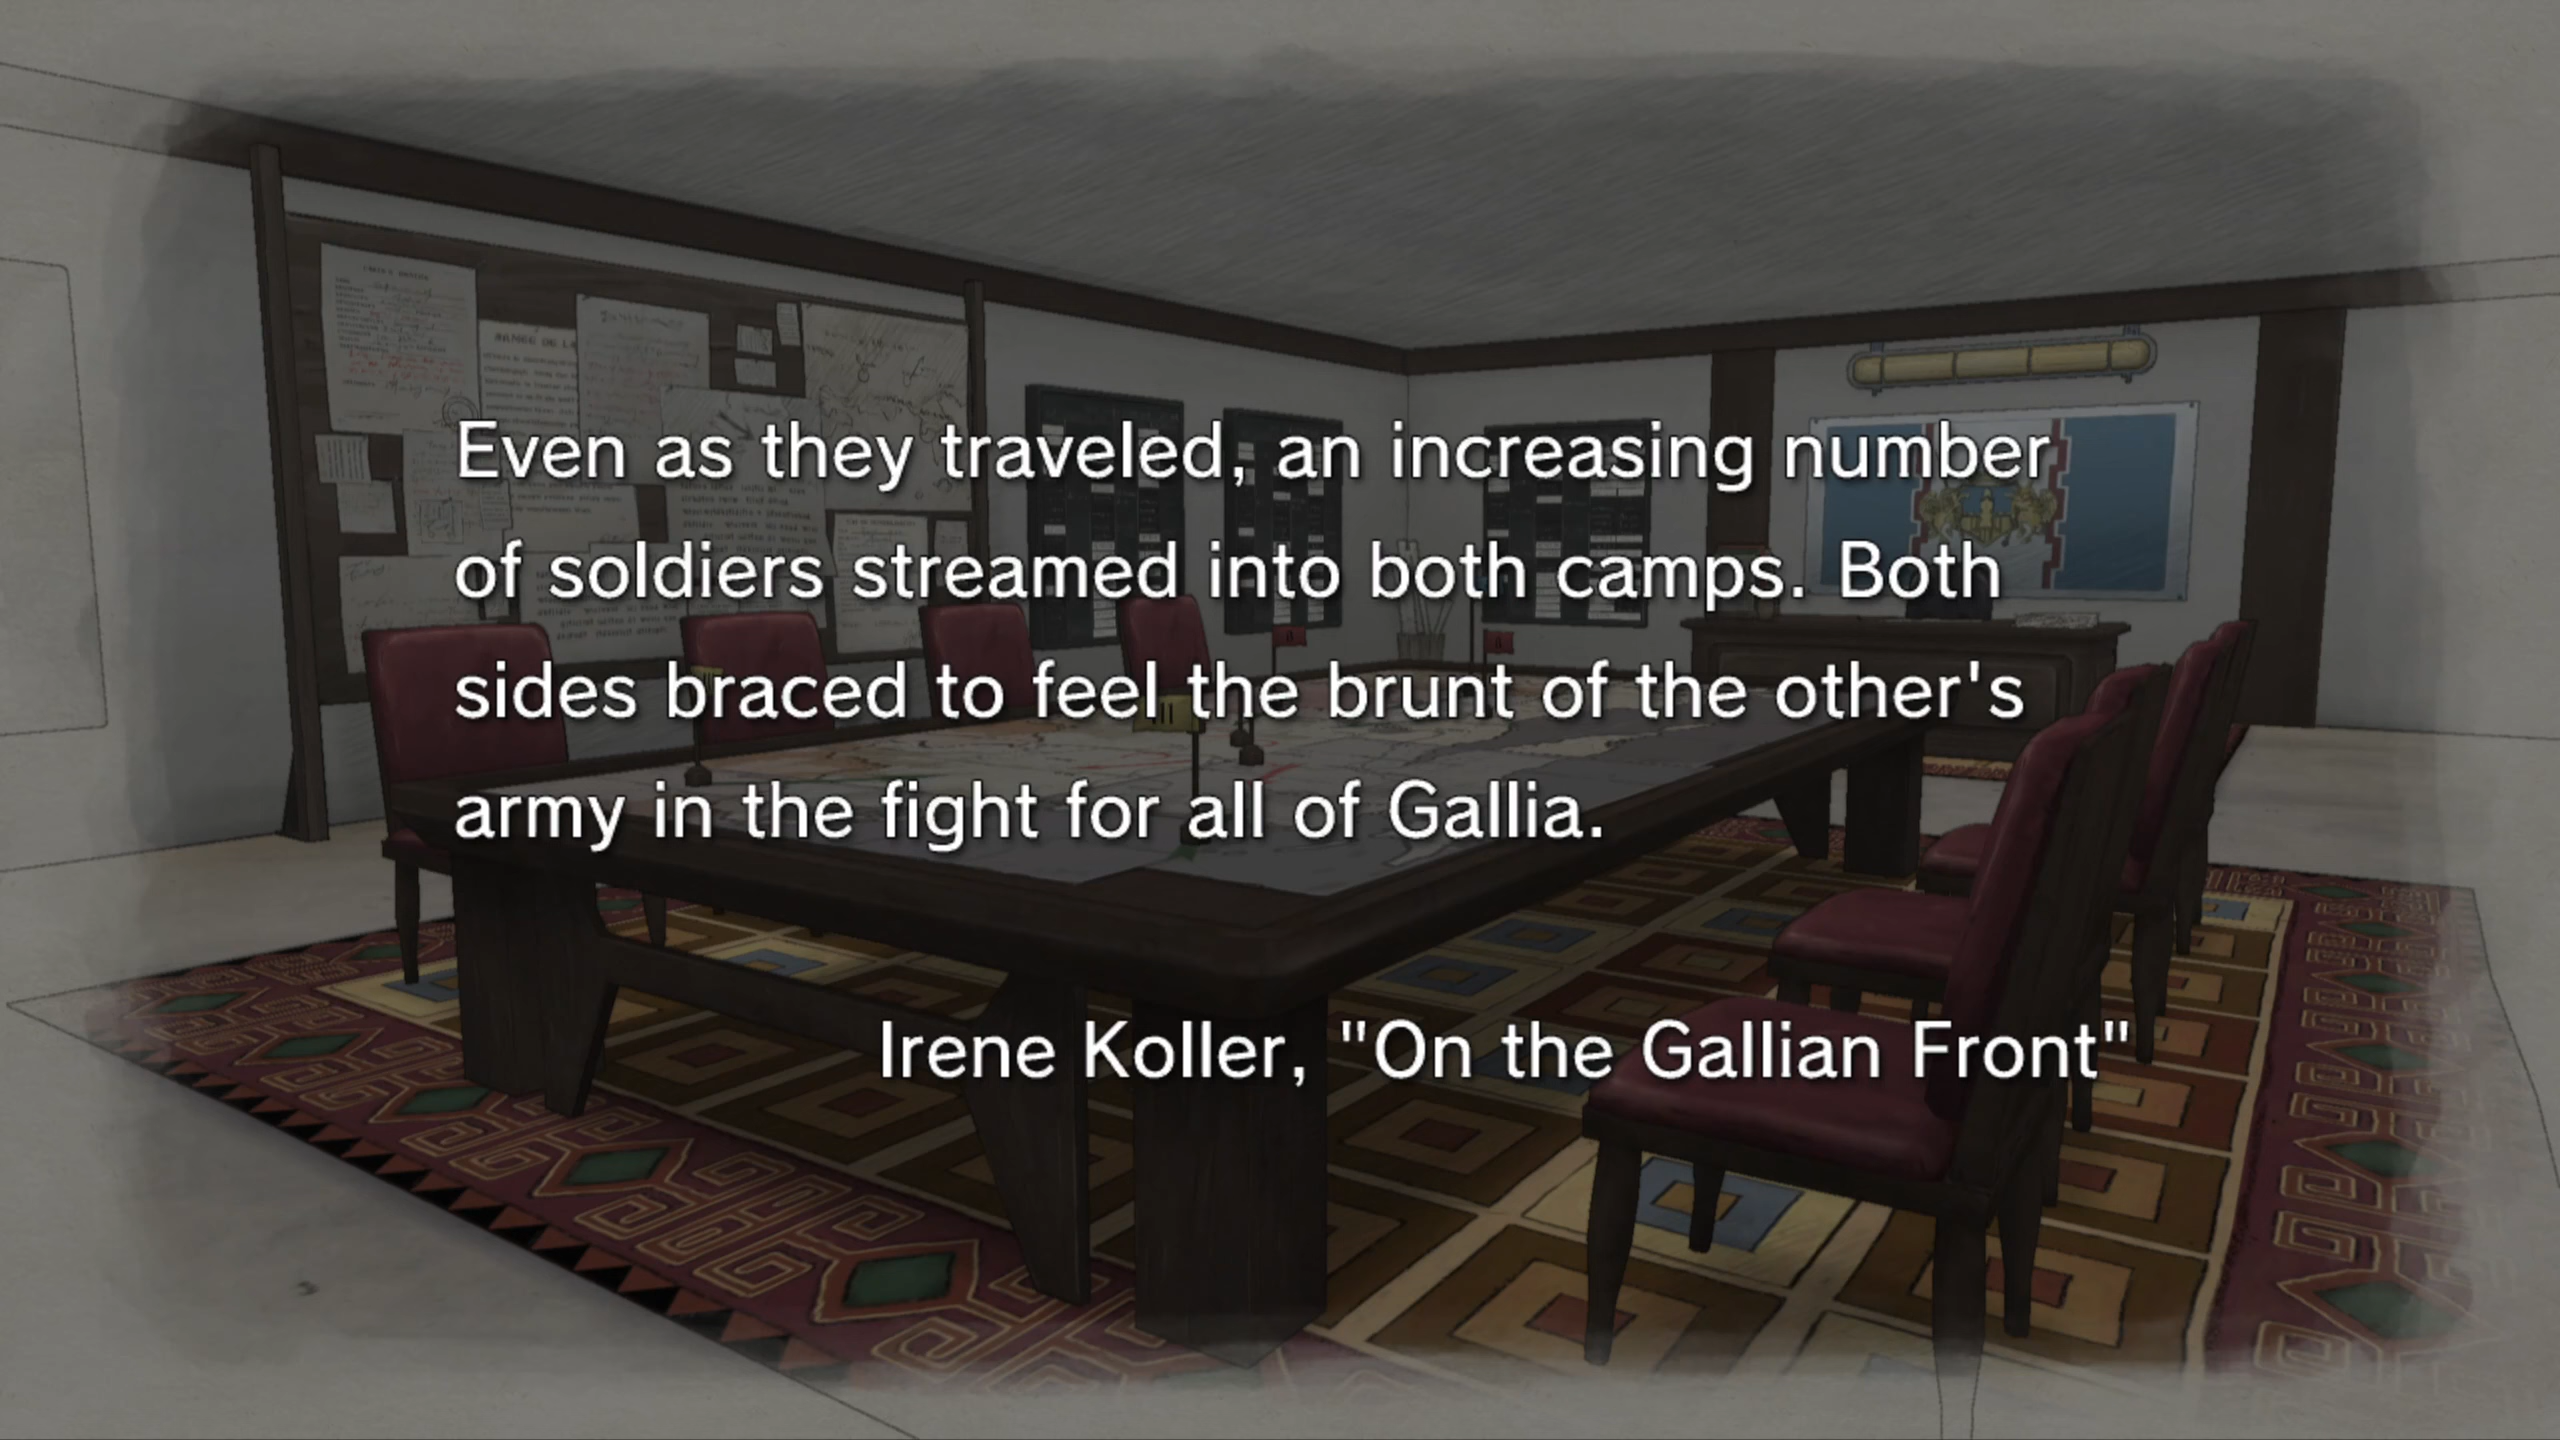 Even as they traveled, an increasing number
of soldiers streamed into both camps. Both
sides braced to feel the brunt of the other's
army in the fight for all of Gallia.
Irene Koller, "On the Gallian Front"